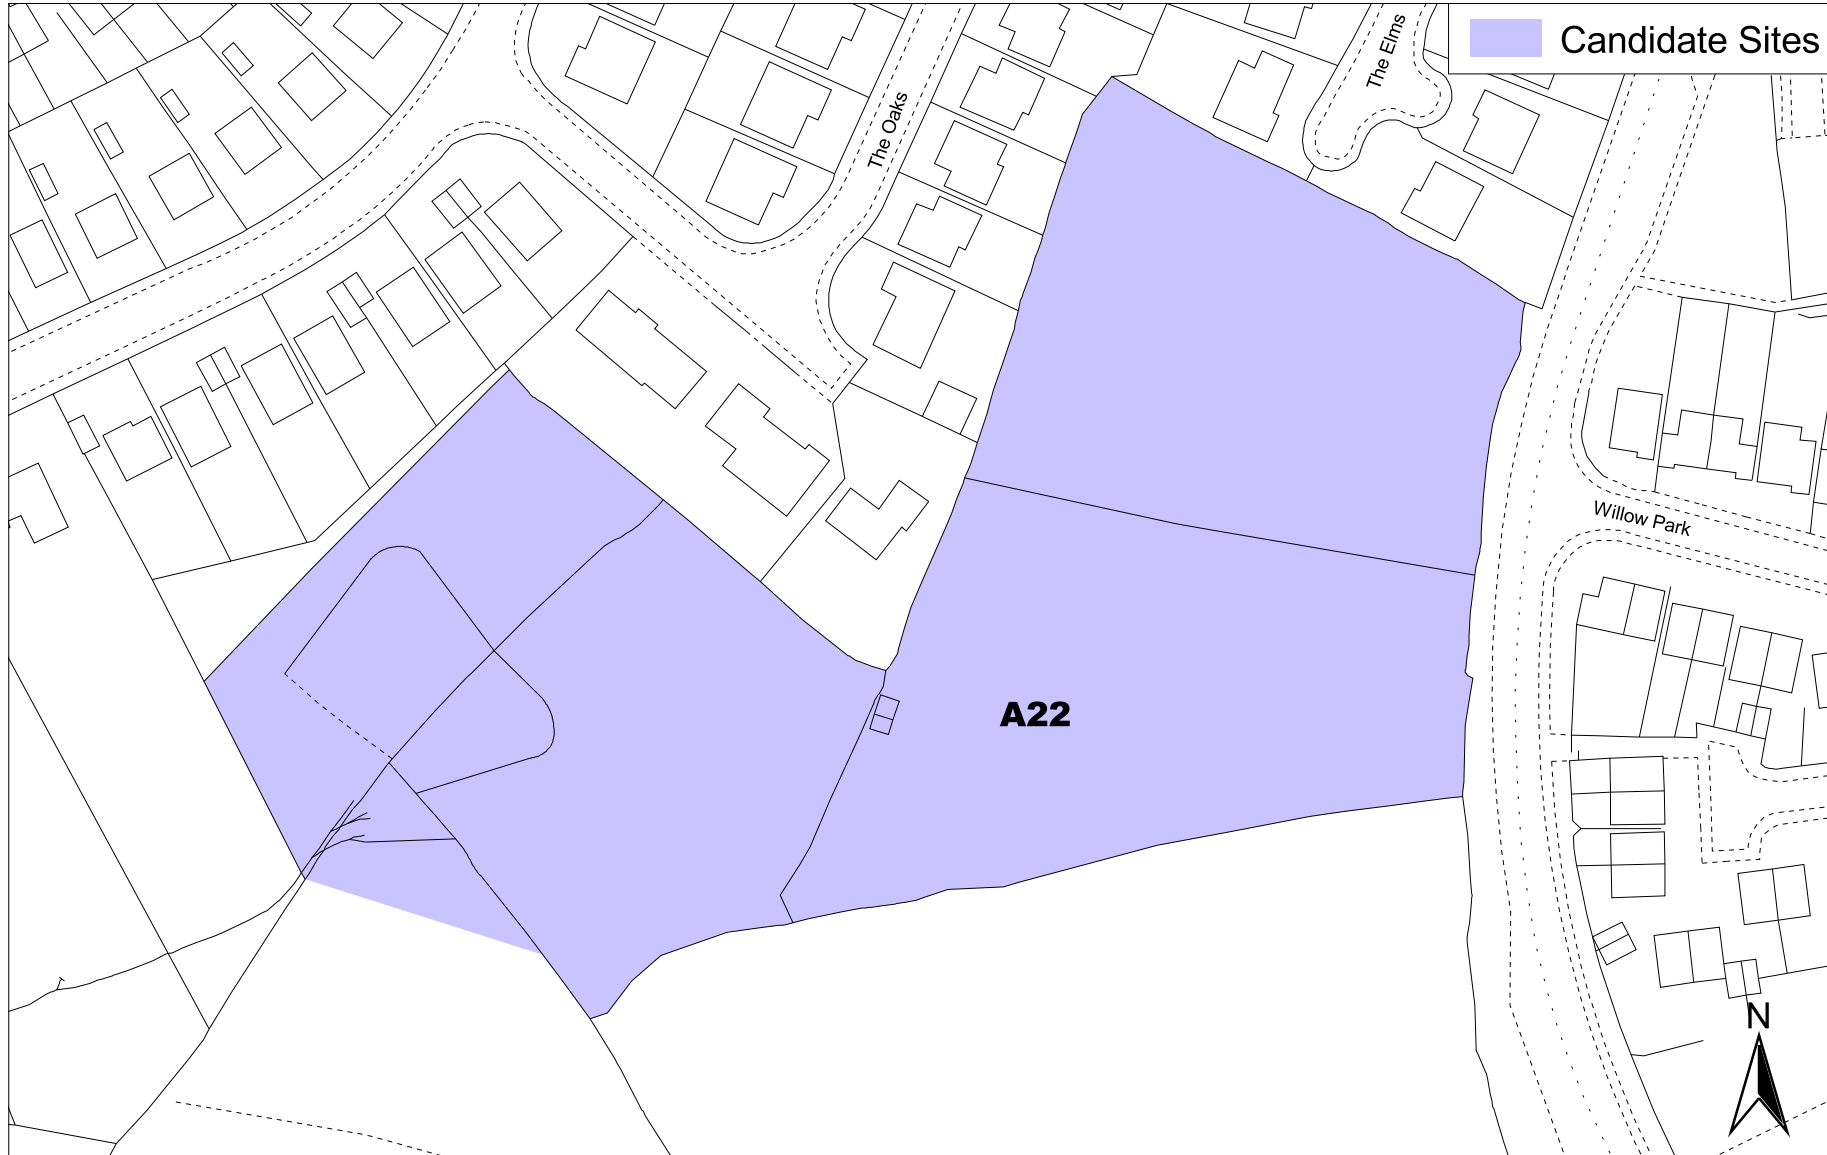 Candidate Sites
The Elms
The Oaks
Willow Park
A22
N